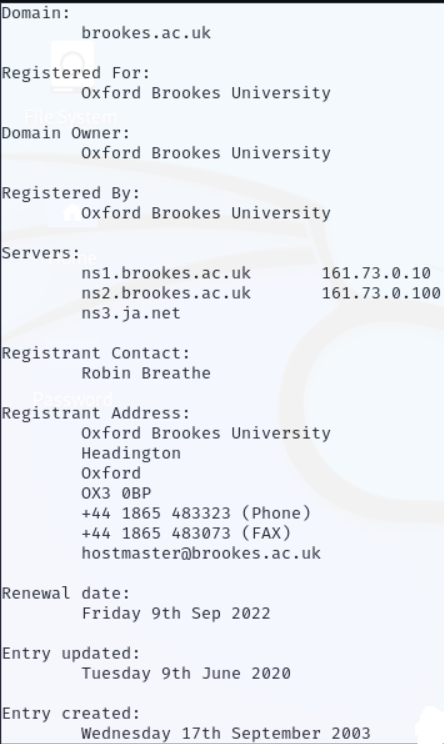 Domain:
brookes.ac.uk
Registered For:
Oxford Brookes University
File System
Domain Owner:
Oxford Brookes University
Registered By:
Oxford Brookes University
Servers:
ns1.brookes.ac.uk 161.73.0.10
ns2.brookes.ac.uk 161.73.0.100
ns3.ja.net
Registrant Contact:
Robin Breathe
Password
Registrant Address:
Oxford Brookes University
Headington
Oxford
OX3 0BP
+44 1865 483323 (Phone)
+44 1865 483073 (FAX)
hostmaster@brookes.ac.uk
Renewal date:
Friday 9th Sep 2022
Entry updated:
Tuesday 9th June 2020
Entry created:
Wednesday 17th September 2003